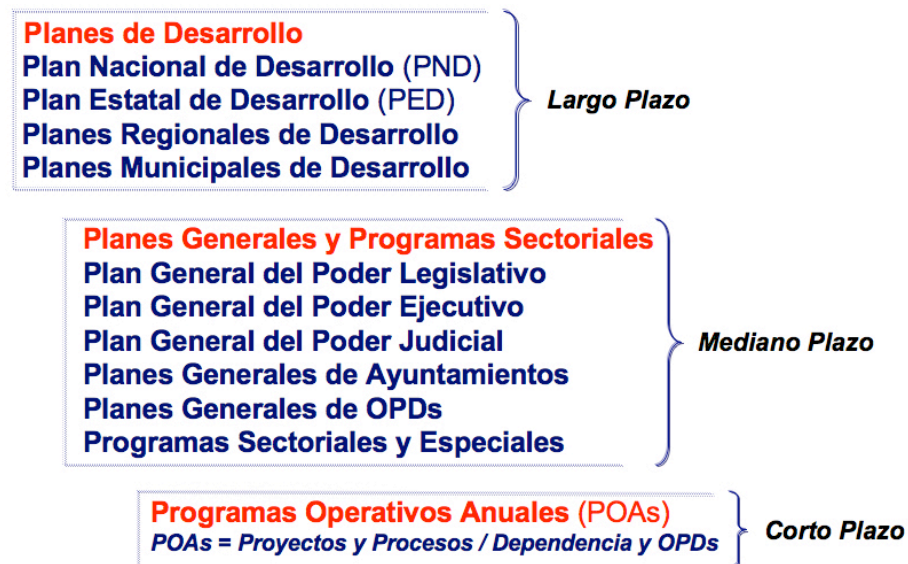 Planes de Desarrollo
Plan Nacional de Desarrollo (PND)
Plan Estatal de Desarrollo (PED)
Planes Regionales de Desarrollo
Planes Municipales de Desarrollo
Largo Plazo
Planes Generales y Programas Sectoriales
Plan General del Poder Legislativo
Plan General del Poder Ejecutivo
Plan General del Poder Judicial
Planes Generales de Ayuntamientos
Planes Generales de OPDs
Programas Sectoriales y Especiales
Mediano Plazo
Programas Operativos Anuales (POAs)
POAs = Proyectos y Procesos / Dependencia y OPDs
Corto Plazo